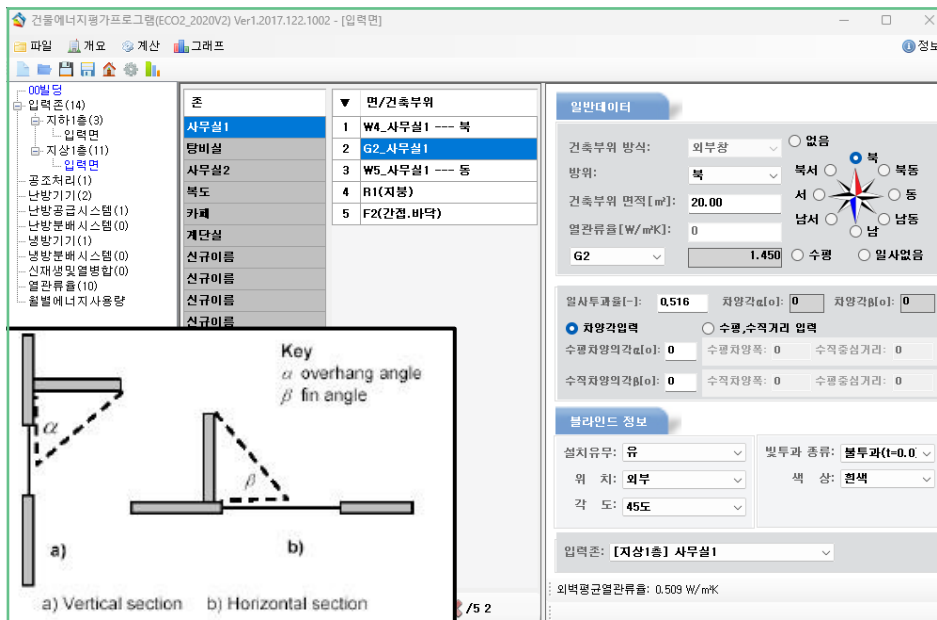 건물에너지평가프로그램(ECO2_2020V2) Ver1.2017.122.1002 - [입력면]
파일 개요 계산 그래프 정보
00빌딩
입력존(14)
지하1층(3)
입력면
지상1층(11)
입력면
공조처리(1)
난방기기(2)
난방공급시스템(1)
난방분배시스템(0)
냉방기기(1)
냉방분배시스템(0)
신재생및열병합(0)
열관류율(10)
월별에너지사용량
존
사무실1
탕비실
사무실2
복도
카페
계단실
신규이름
신규이름
신규이름
신규이름
▼ 면/건축부위
1 W4_사무실1 --- 북
2 G2_사무실1
3 W5_사무실1 --- 동
4 R1(지붕)
5 F2(간접.바닥)
/5 2
일반데이터
건축부위 방식: 외부창
방위: 북
건축부위 면적[㎡]: 20.00
열관류율[W/㎡K]: 0
G2 1.450
없음
북
북서 북동
서 동
남서 남동
남
수평 일사없음
일사투과율[-]: 0.516 차양각α[o]: 0 차양각β[o]: 0
차양각입력 수평,수직거리 입력
수평차양의각α[o]: 0 수평차양폭: 0 수직중심거리: 0
수직차양의각β[o]: 0 수직차양폭: 0 수평중심거리: 0
블라인드 정보
설치유무: 유 빛투과 종류: 불투과(t=0.0)
위 치: 외부 색 상: 흰색
각 도: 45도
입력존: [지상1층] 사무실1
외벽평균열관류율: 0.509 W/㎡K
Key
α overhang angle
β fin angle
α
β
a)
b)
a) Vertical section b) Horizontal section